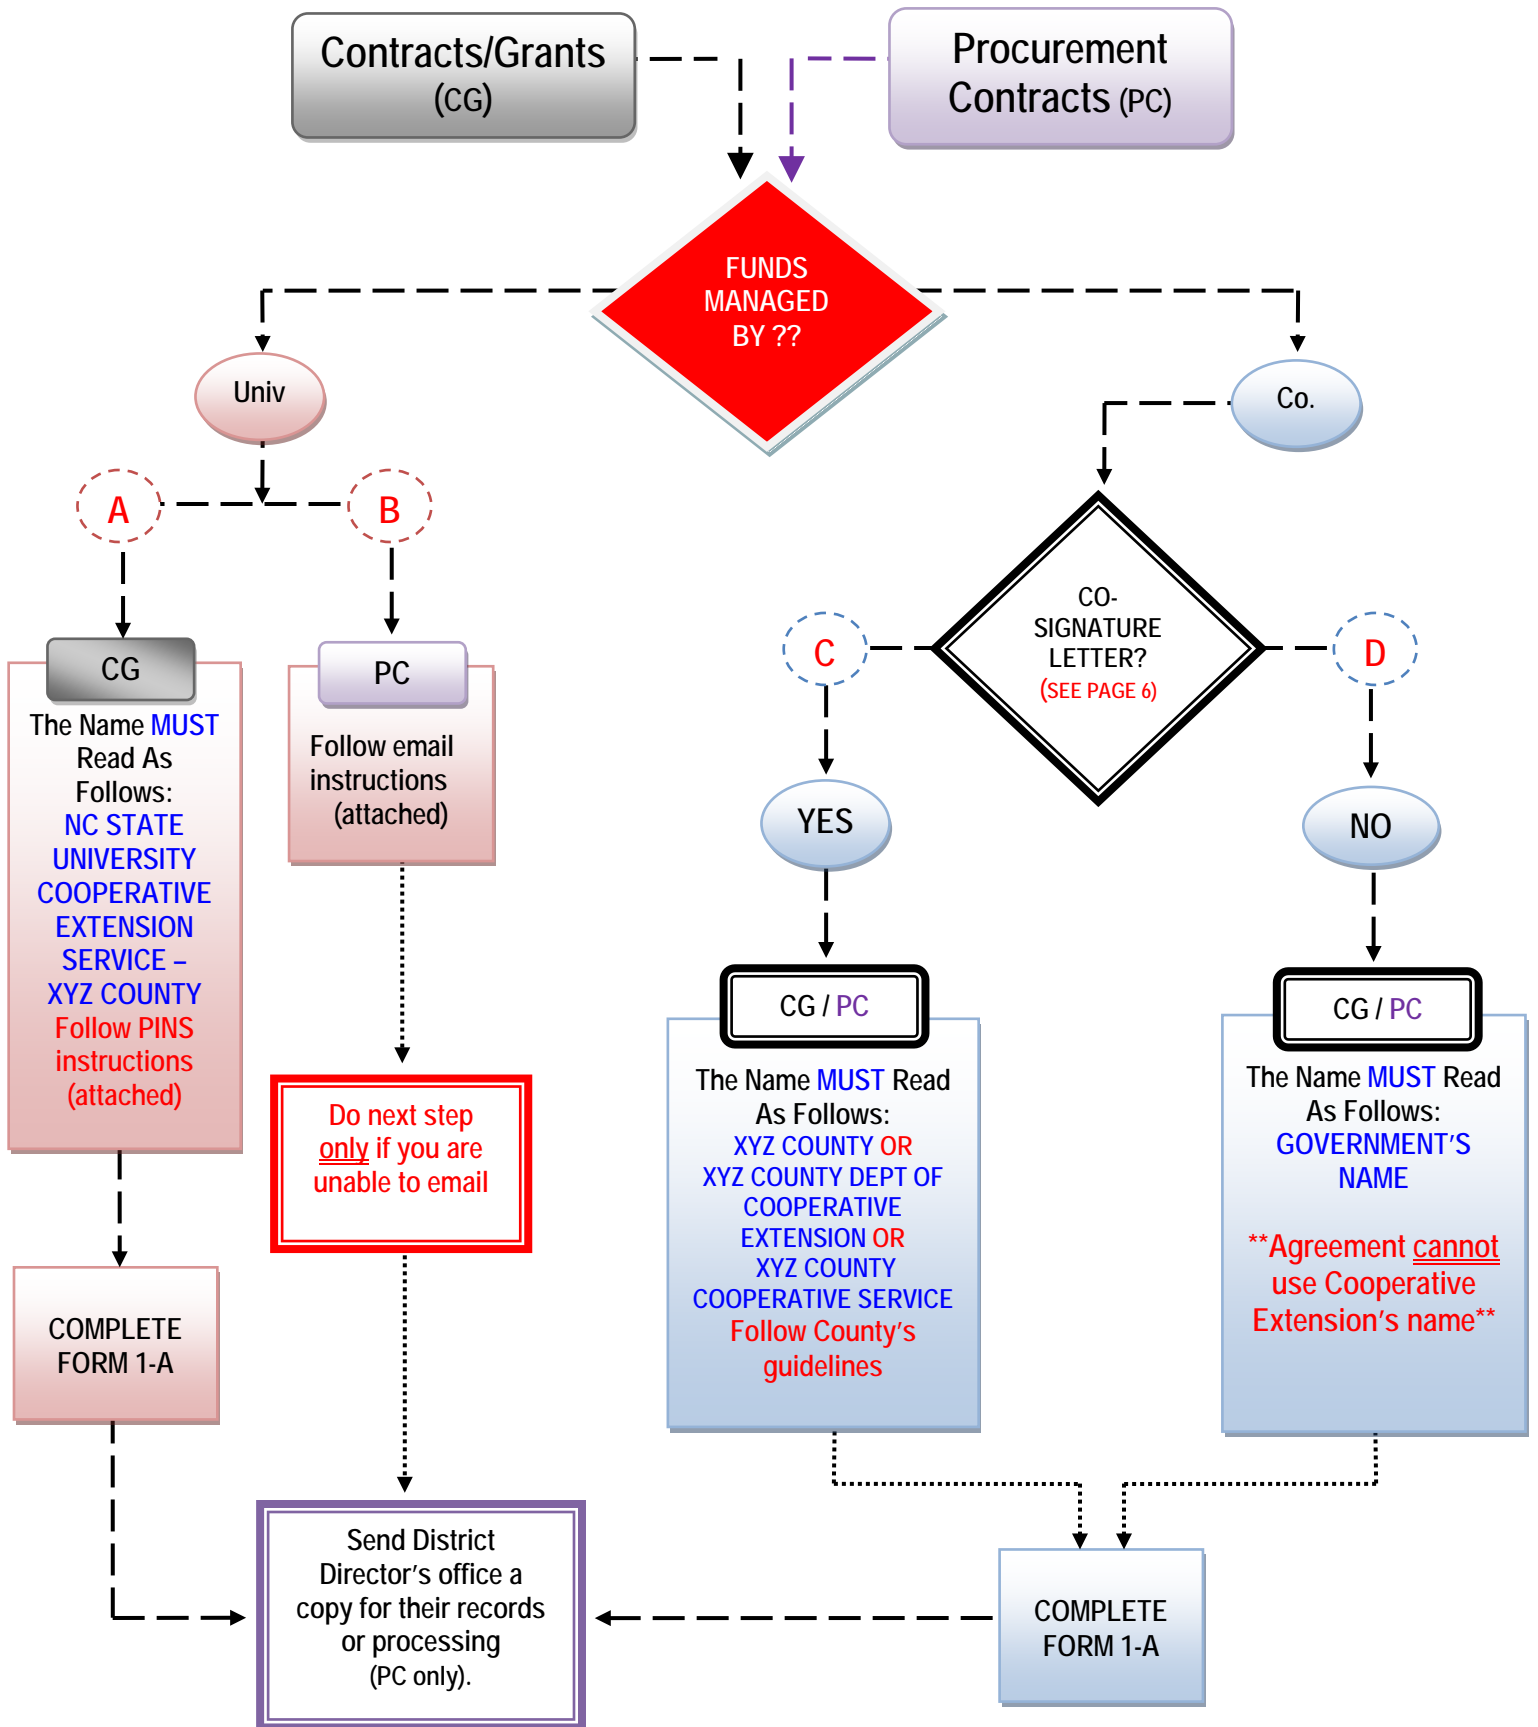 Contracts/Grants
(CG)
Procurement
Contracts (PC)
FUNDS
MANAGED
BY ??
Univ
Co.
A
B
CG
The Name MUST
Read As
Follows:
NC STATE
UNIVERSITY
COOPERATIVE
EXTENSION
SERVICE –
XYZ COUNTY
Follow PINS
instructions
(attached)
PC
Follow email
instructions
(attached)
CO-
SIGNATURE
LETTER?
(SEE PAGE 6)
C
D
YES
NO
CG / PC
The Name MUST Read
As Follows:
XYZ COUNTY OR
XYZ COUNTY DEPT OF
COOPERATIVE
EXTENSION OR
XYZ COUNTY
COOPERATIVE SERVICE
Follow County's
guidelines
CG / PC
The Name MUST Read
As Follows:
GOVERNMENT'S
NAME
**Agreement cannot
use Cooperative
Extension's name**
Do next step
only if you are
unable to email
COMPLETE
FORM 1-A
Send District
Director's office a
copy for their records
or processing
(PC only).
COMPLETE
FORM 1-A